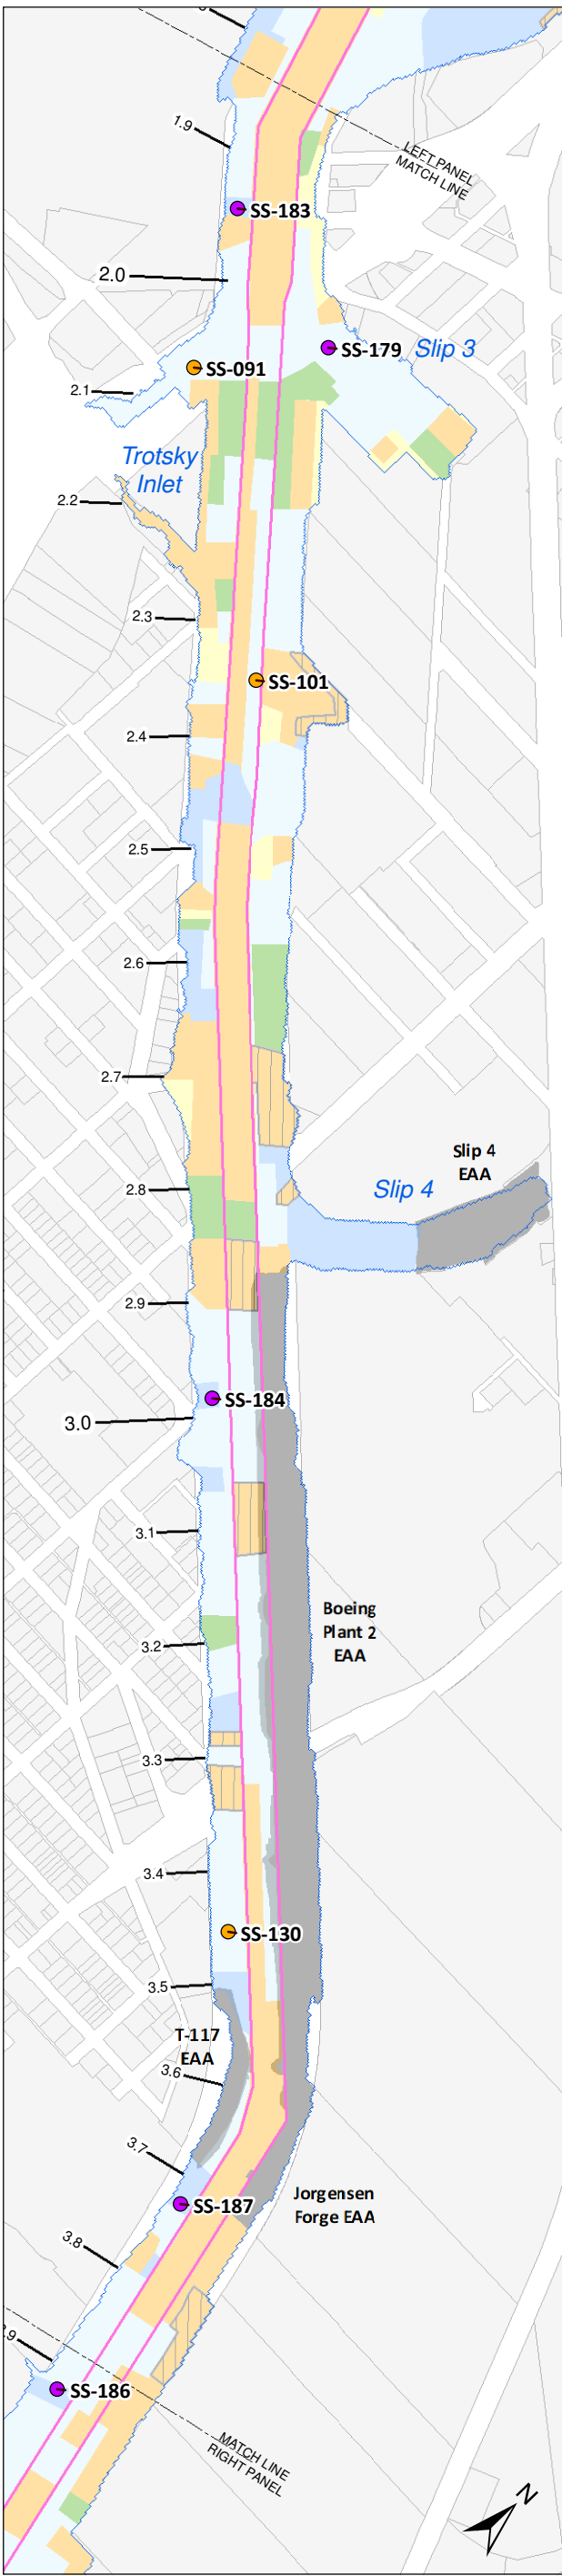 1.9
LEFT PANEL
MATCH LINE
SS-183
2.0
SS-179
Slip 3
SS-091
2.1
Trotsky
Inlet
2.2
2.3
SS-101
2.4
2.5
2.6
2.7
Slip 4
EAA
2.8
Slip 4
2.9
SS-184
3.0
3.1
Boeing
Plant 2
EAA
3.2
3.3
3.4
SS-130
3.5
T-117
EAA
3.6
3.7
Jorgensen
Forge EAA
SS-187
3.8
.9
SS-186
MATCH LINE
RIGHT PANEL
N